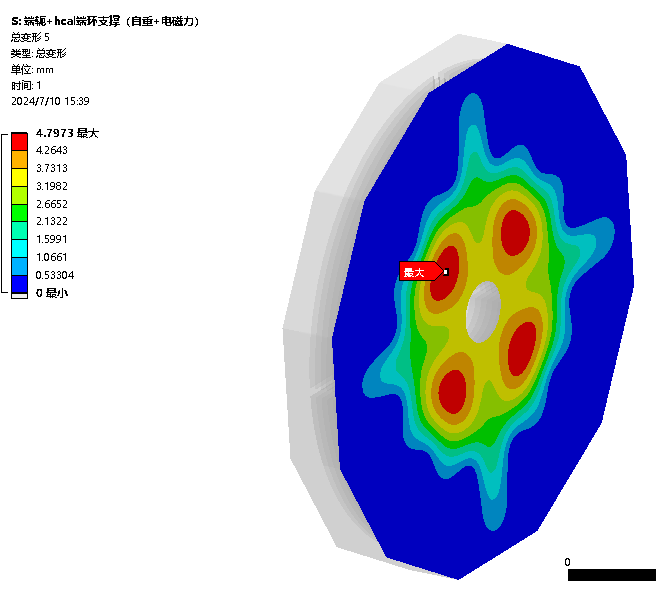 S: 端轭+hcal端环支撑（自重+电磁力）
总变形 5
类型: 总变形
单位: mm
时间: 1
2024/7/10 15:39
4.7973 最大
4.2643
3.7313
3.1982
2.6652
2.1322
1.5991
1.0661
0.53304
0 最小
最大
0